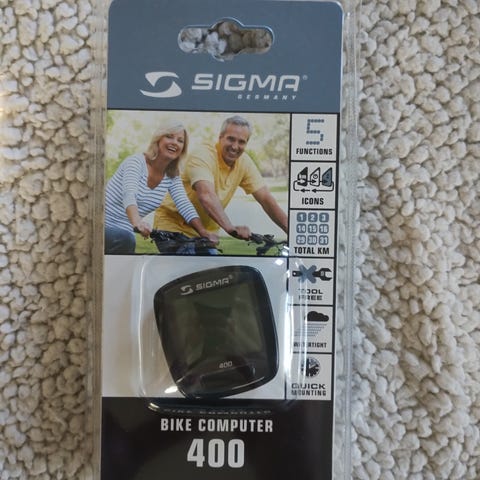 SIGMA®
GERMANY
5
FUNCTIONS
ICONS
1 2 3
14 15 16
29 30 31
TOTAL KM
TOOL
FREE
WATERTIGHT
QUICK
MOUNTING
SIGMA®
400
BIKE COMPUTER
BIKE COMPUTER
400